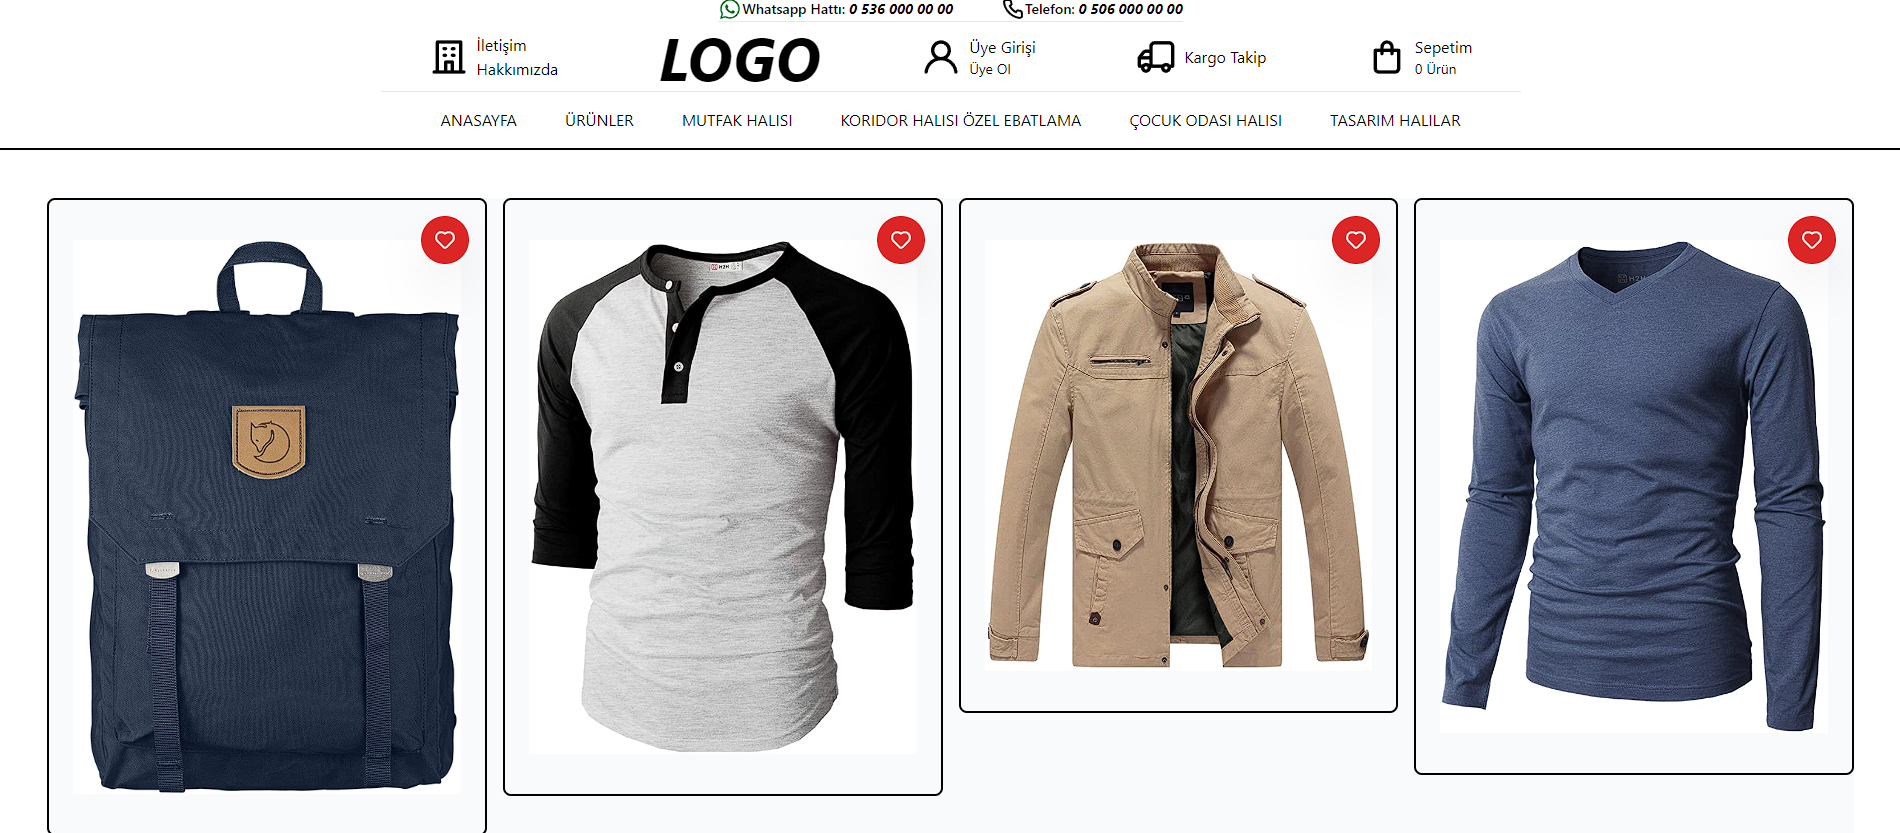 Whatsapp Hattı: 0 536 000 00 00
Telefon: 0 506 000 00 00
İletişim
Hakkımızda
LOGO
Üye Girişi
Üye Ol
Kargo Takip
Sepetim
0 Ürün
ANASAYFA
ÜRÜNLER
MUTFAK HALISI
KORIDOR HALISI ÖZEL EBATLAMA
ÇOCUK ODASI HALISI
TASARIM HALILAR
H2H
H2H